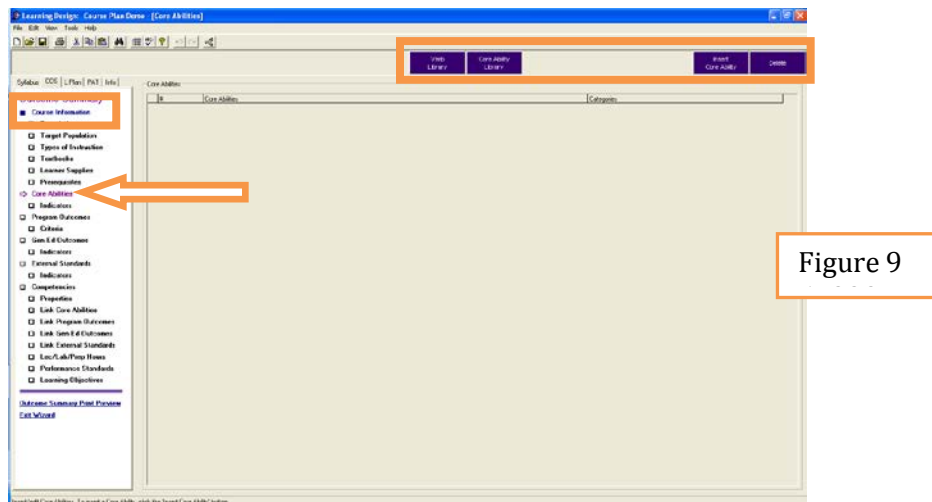 Learning Design: Course Plan Demo - [Core Abilities]
File Edit View Tools Help
Verb Library
Core Ability Library
Insert Core Ability
Delete
Syllabus COS L Plan PAT Info
Core Abilities
# Core Abilities Categories
Outcome Summary
Course Information
Target Population
Types of Instruction
Textbooks
Learner Supplies
Prerequisites
Core Abilities
Indicators
Program Outcomes
Criteria
Gen Ed Outcomes
Indicators
External Standards
Indicators
Competencies
Properties
Link Core Abilities
Link Program Outcomes
Link Gen Ed Outcomes
Link External Standards
Lec/Lab/Prep Hours
Performance Standards
Learning Objectives
Outcome Summary Print Preview
Exit Wizard
Figure 9